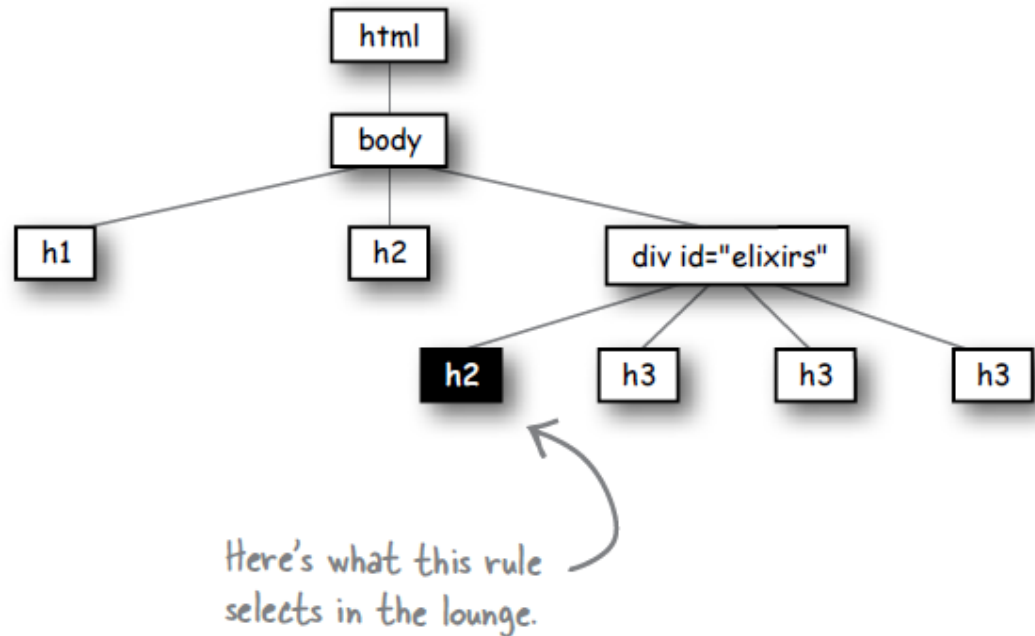 html
body
h1
h2
div id="elixirs"
h2
h3
h3
h3
Here's what this rule
selects in the lounge.